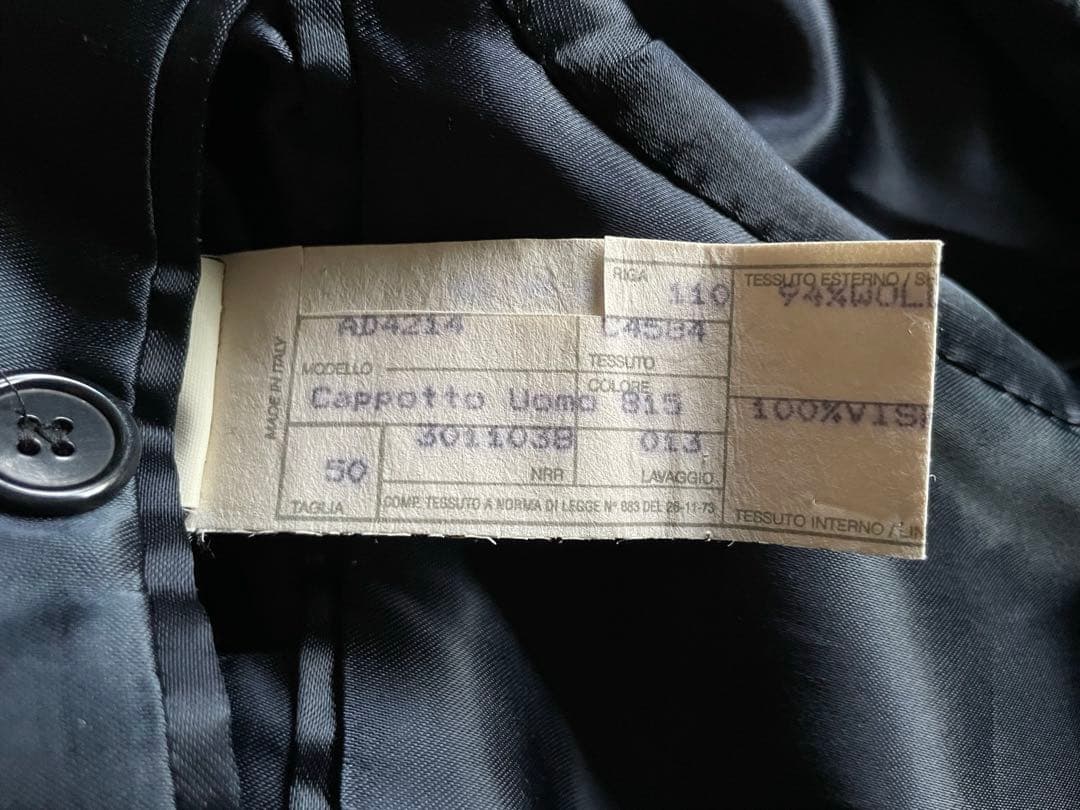 MADE IN ITALY
RIGA
110
AD4214
C4584
MODELLO
TESSUTO
Cappotto Uomo
COLORE
815
50
TAGLIA
3011038
NRR
013
LAVAGGIO
COMP. TESSUTO A NORMA DI LEGGE N° 883 DEL 26-11-73
TESSUTO ESTERNO /
94%WOL
100%VIS
TESSUTO INTERNO /